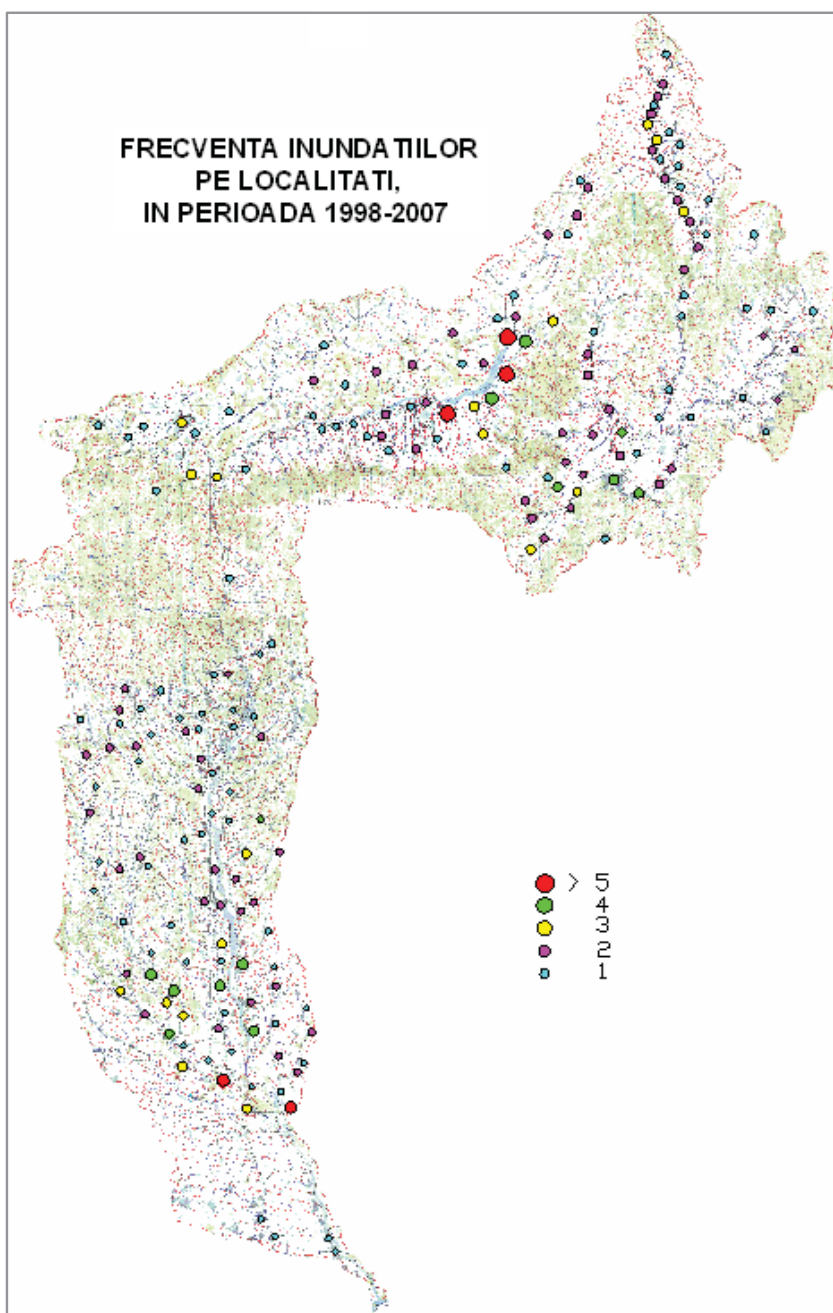 FRECVENTA INUNDATIILOR
PE LOCALITATI,
IN PERIOADA 1998-2007
> 5
4
3
2
1